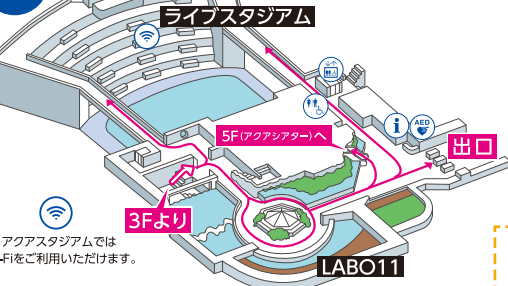 ライブスタジアム
i
AED
5F(アクアシアター)へ
出口
3Fより
アクアスタジアムでは
-Fiをご利用いただけます。
LABO11